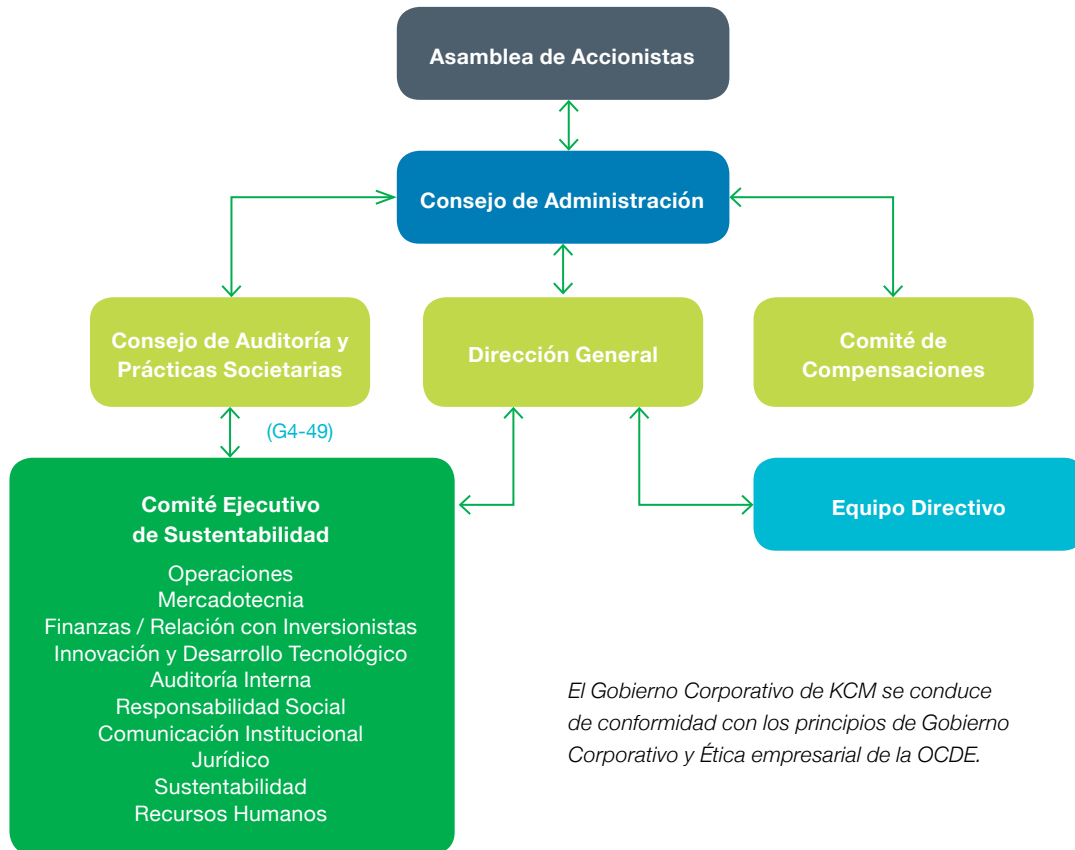 Asamblea de Accionistas
Consejo de Administración
Consejo de Auditoría y
Prácticas Societarias
Dirección General
Comité de
Compensaciones
(G4-49)
Comité Ejecutivo
de Sustentabilidad
Operaciones
Mercadotecnia
Finanzas / Relación con Inversionistas
Innovación y Desarrollo Tecnológico
Auditoría Interna
Responsabilidad Social
Comunicación Institucional
Jurídico
Sustentabilidad
Recursos Humanos
Equipo Directivo
El Gobierno Corporativo de KCM se conduce
de conformidad con los principios de Gobierno
Corporativo y Ética empresarial de la OCDE.